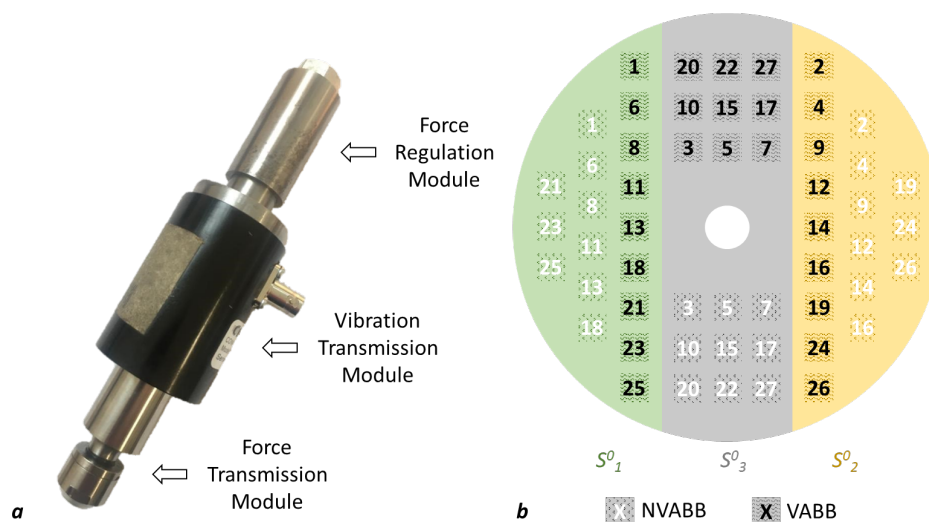 Force
Regulation
Module
Vibration
Transmission
Module
Force
Transmission
Module
a
1 20 22 27 2
6 10 15 17 4
1 2
8 3 5 7 9
6 4
21 11 12 19
8 9
23 13 14 24
11 12
25 18 16 26
13 14
21 3 5 7 19
18 16
23 10 15 17 24
25 20 22 27 26
S⁰₁ S⁰₃ S⁰₂
b X NVABB X VABB